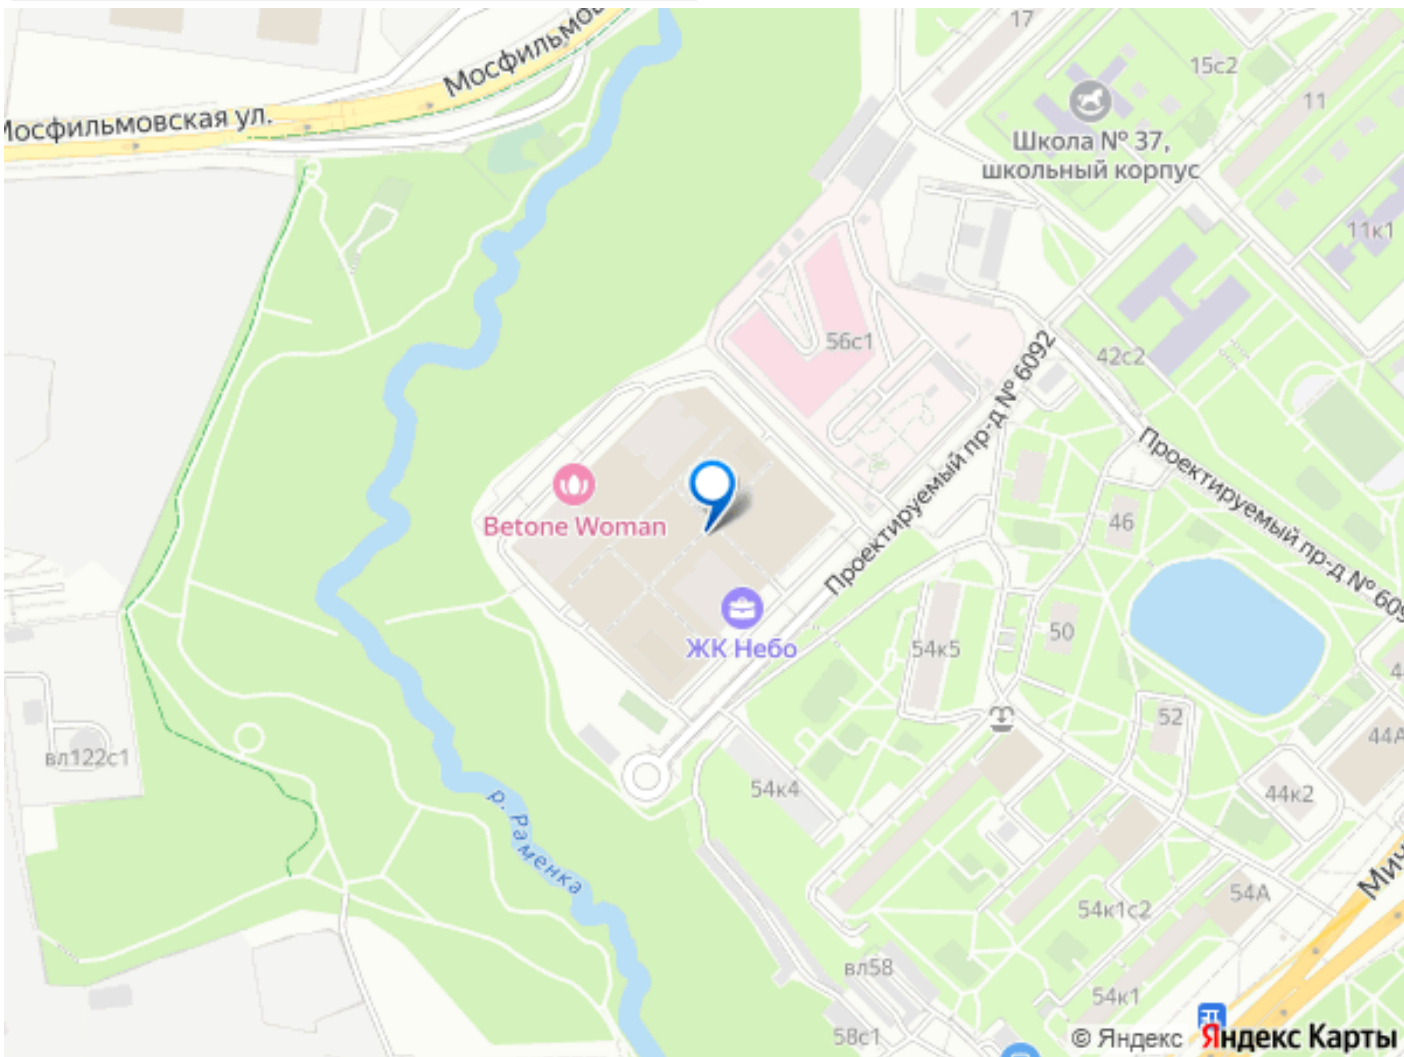 17
15с2
11
Мосфильмовская ул.
Школа № 37,
школьный корпус
11к1
56с1
42с2
Проектируемый пр-д № 6092
Проектируемый пр-д № 609
Betone Woman
46
ЖК Небо
54к5
50
52
44А
вл122с1
54к4
44к2
р. Раменка
54А
54к1с2
Мич
вл58
54к1
58с1
© Яндекс Яндекс Карты